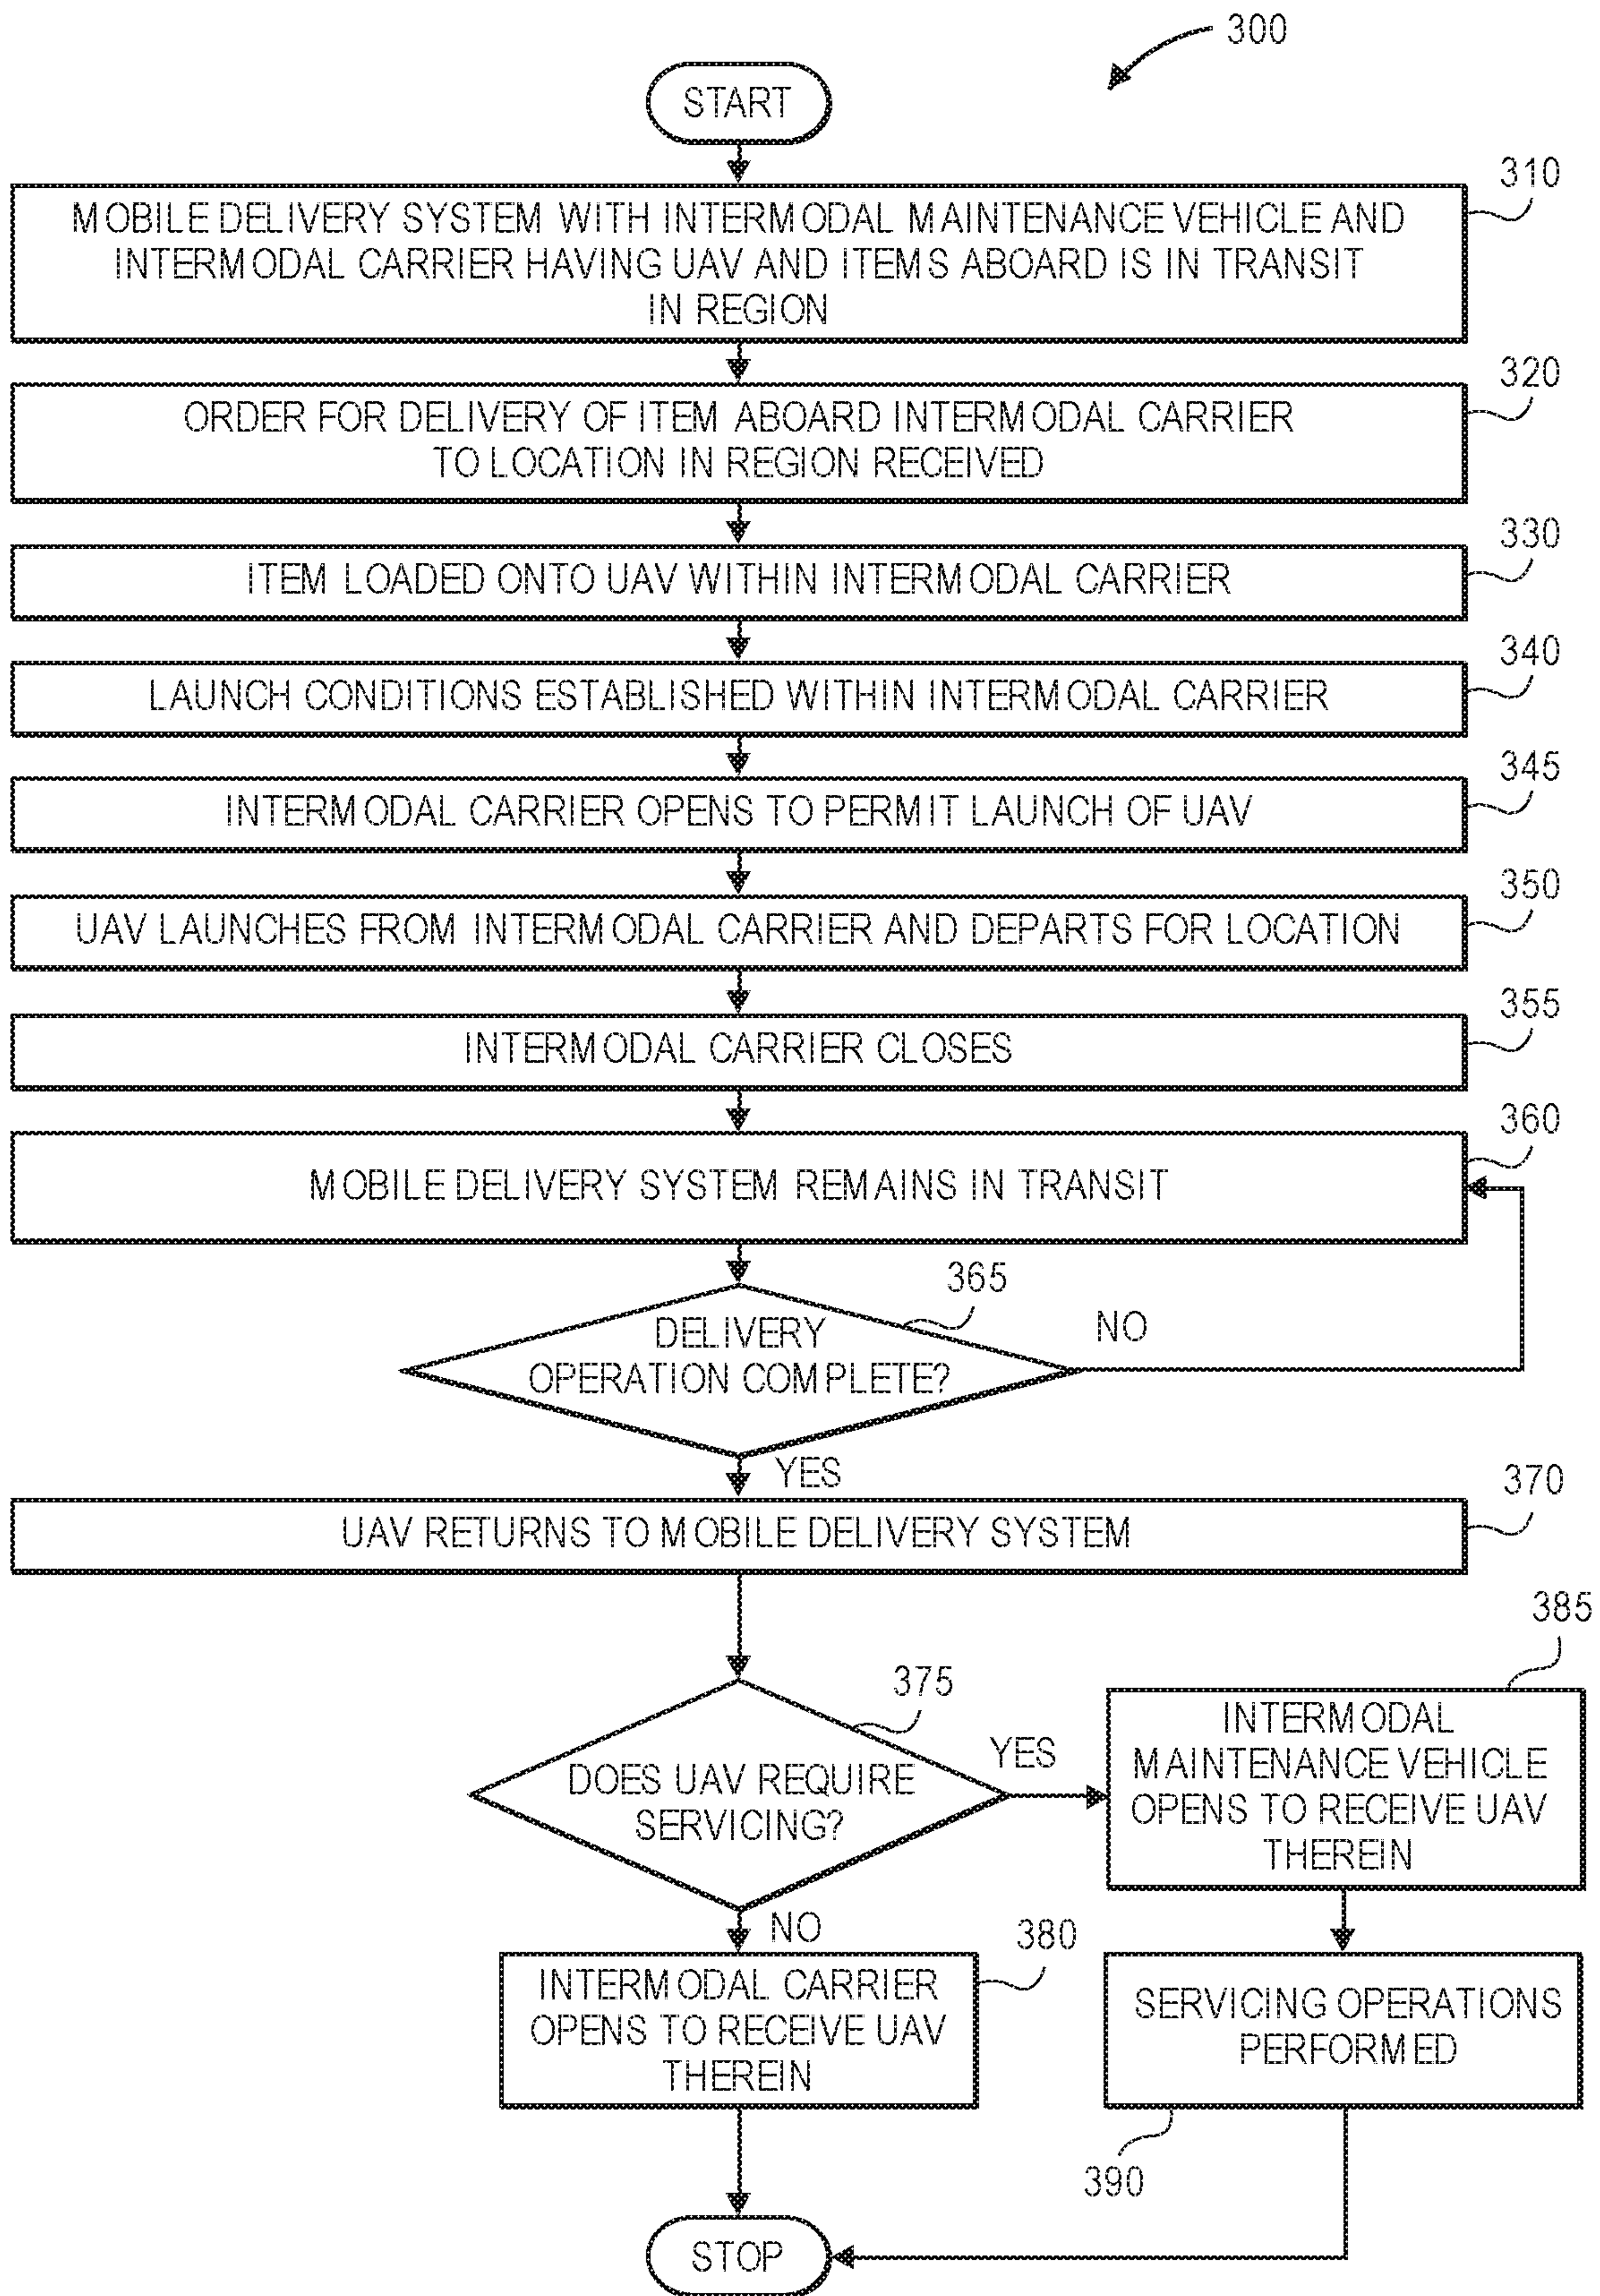 300
START
310
MOBILE DELIVERY SYSTEM WITH INTERMODAL MAINTENANCE VEHICLE AND
INTERMODAL CARRIER HAVING UAV AND ITEMS ABOARD IS IN TRANSIT
IN REGION
320
ORDER FOR DELIVERY OF ITEM ABOARD INTERMODAL CARRIER
TO LOCATION IN REGION RECEIVED
330
ITEM LOADED ONTO UAV WITHIN INTERMODAL CARRIER
340
LAUNCH CONDITIONS ESTABLISHED WITHIN INTERMODAL CARRIER
345
INTERMODAL CARRIER OPENS TO PERMIT LAUNCH OF UAV
350
UAV LAUNCHES FROM INTERMODAL CARRIER AND DEPARTS FOR LOCATION
355
INTERMODAL CARRIER CLOSES
360
MOBILE DELIVERY SYSTEM REMAINS IN TRANSIT
365
DELIVERY
OPERATION COMPLETE?
NO
YES
370
UAV RETURNS TO MOBILE DELIVERY SYSTEM
375
DOES UAV REQUIRE
SERVICING?
YES
385
INTERMODAL
MAINTENANCE VEHICLE
OPENS TO RECEIVE UAV
THEREIN
NO
380
INTERMODAL CARRIER
OPENS TO RECEIVE UAV
THEREIN
SERVICING OPERATIONS
PERFORMED
390
STOP